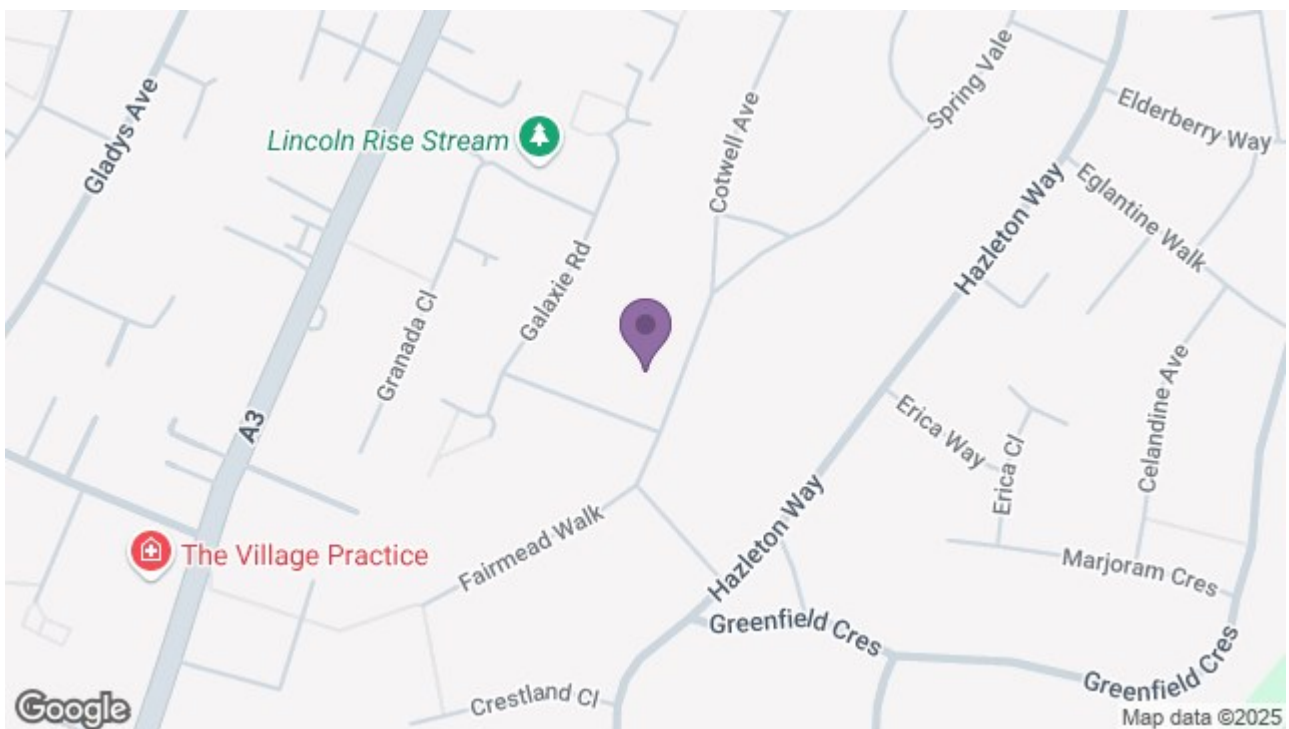 Gladys Ave
Lincoln Rise Stream
Cotwell Ave
Spring Vale
Elderberry Way
Eglantine Walk
Hazleton Way
Galaxie Rd
Granada Cl
A3
Erica Way
Erica Cl
Celandine Ave
Marjoram Cres
The Village Practice
Fairmead Walk
Hazleton Way
Greenfield Cres
Greenfield Cres
Crestland Cl
Google
Map data ©2025